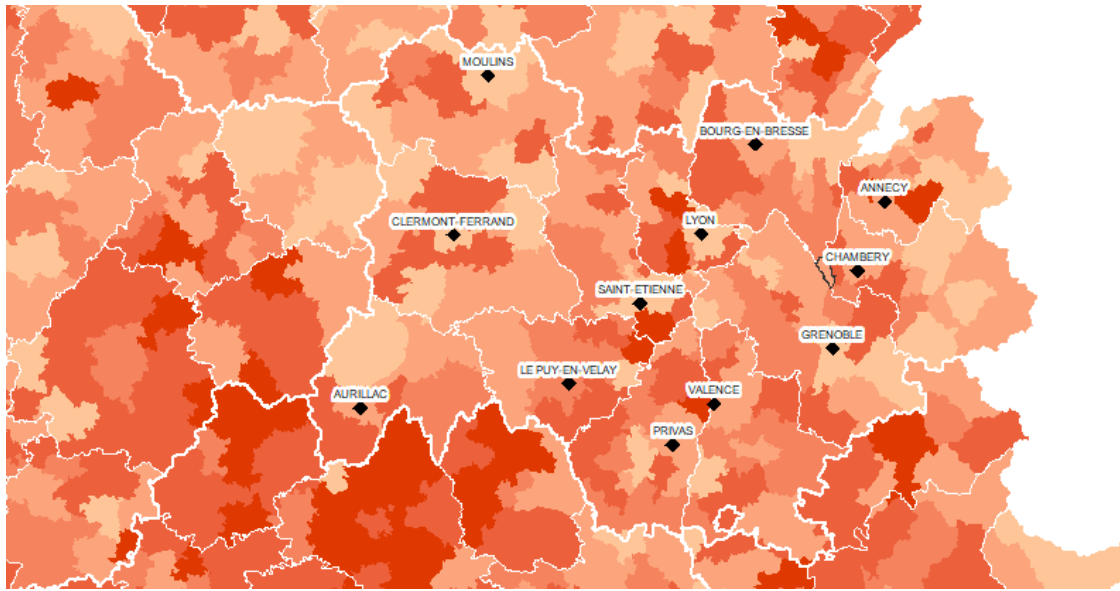 MOULINS
BOURG-EN-BRESSE
ANNECY
CLERMONT-FERRAND
LYON
CHAMBERY
SAINT-ETIENNE
GRENOBLE
LE PUY-EN-VELAY
AURILLAC
VALENCE
PRIVAS